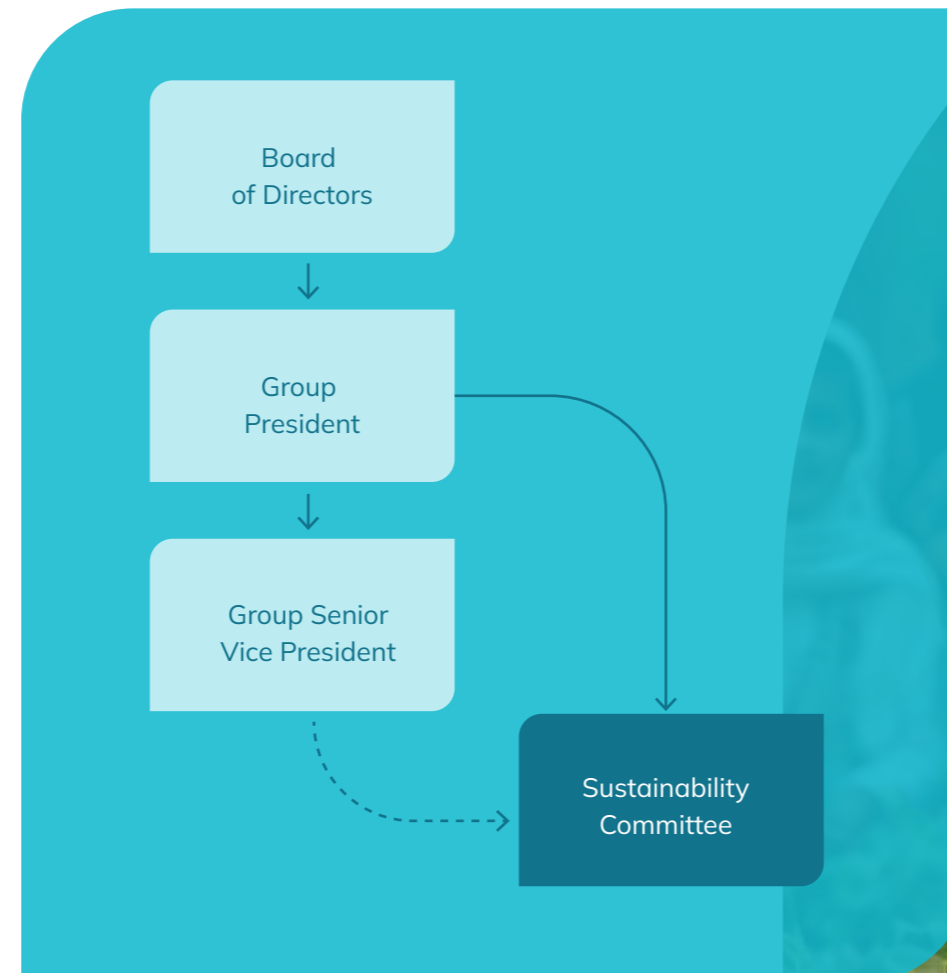 Board
of Directors
Group
President
Group Senior
Vice President
Sustainability
Committee